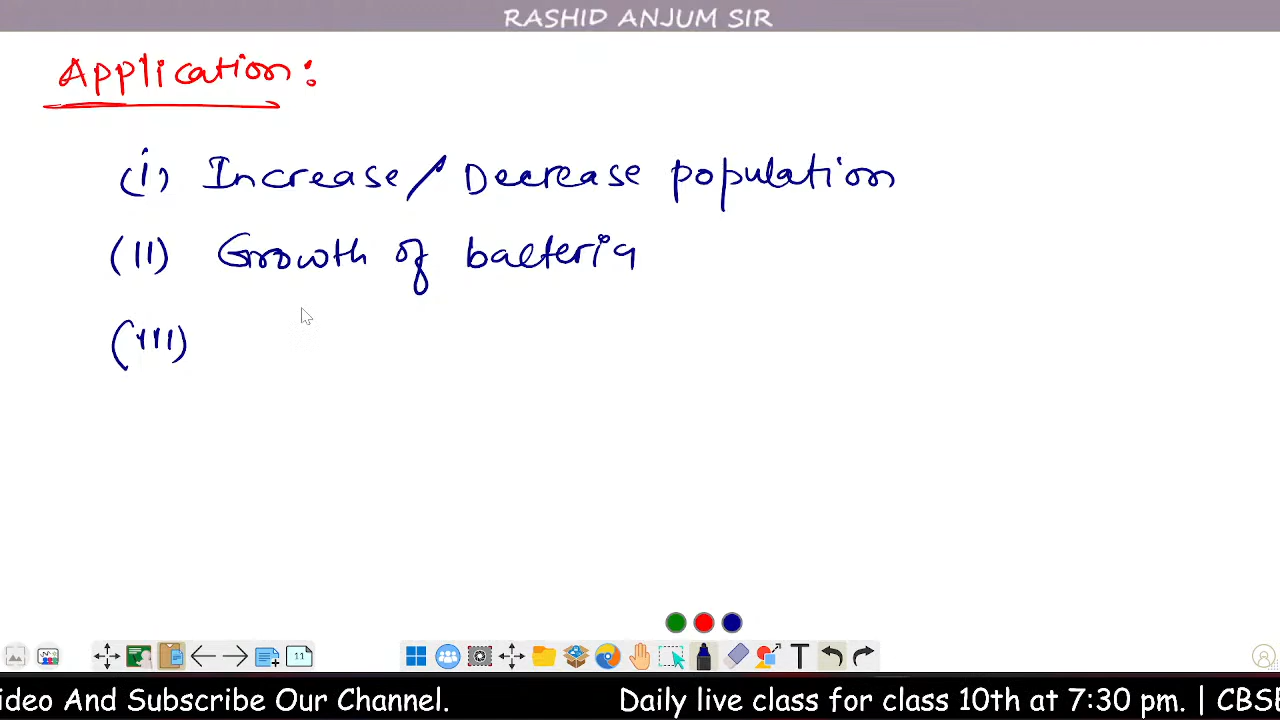 RASHID ANJUM SIR
Application:
(i) Increase/Decrease population
(II) Growth of bacteria
(III)
11
T
ideo And Subscribe Our Channel. Daily live class for class 10th at 7:30 pm. | CBSE